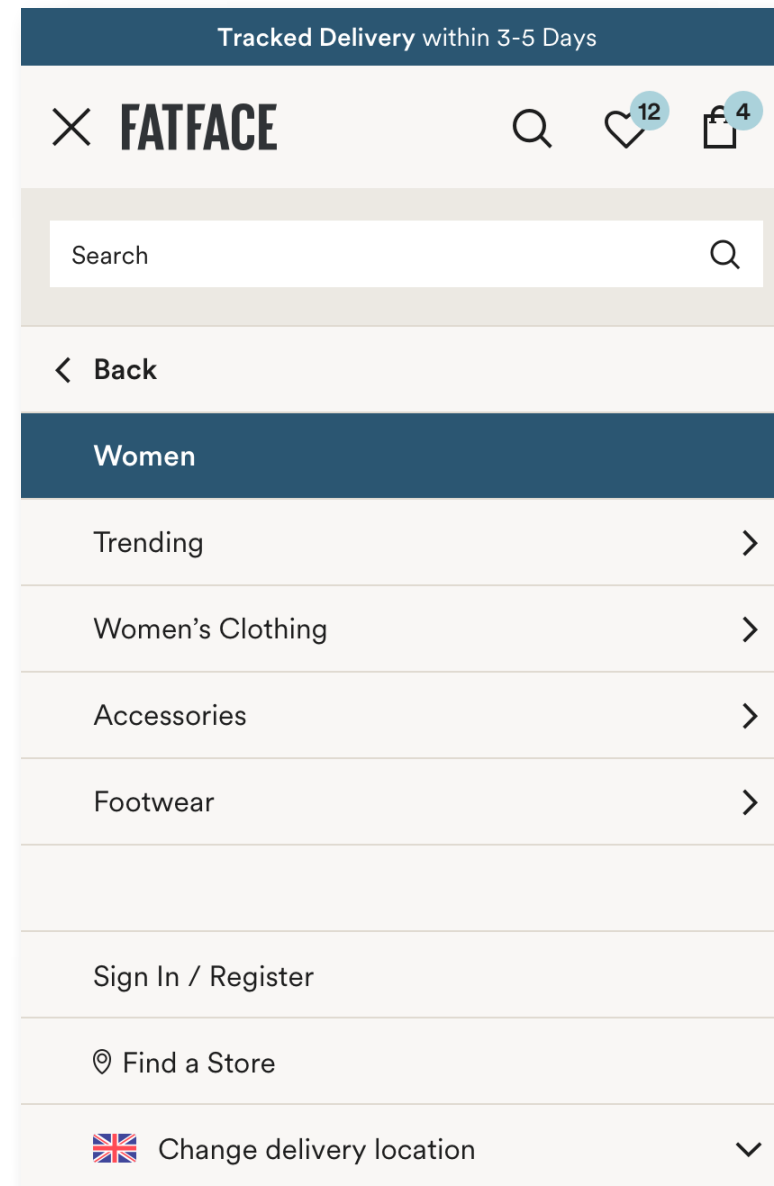 Tracked Delivery within 3-5 Days
FATFACE
12
4
Search
Back
Women
Trending
Women’s Clothing
Accessories
Footwear
Sign In / Register
Find a Store
Change delivery location